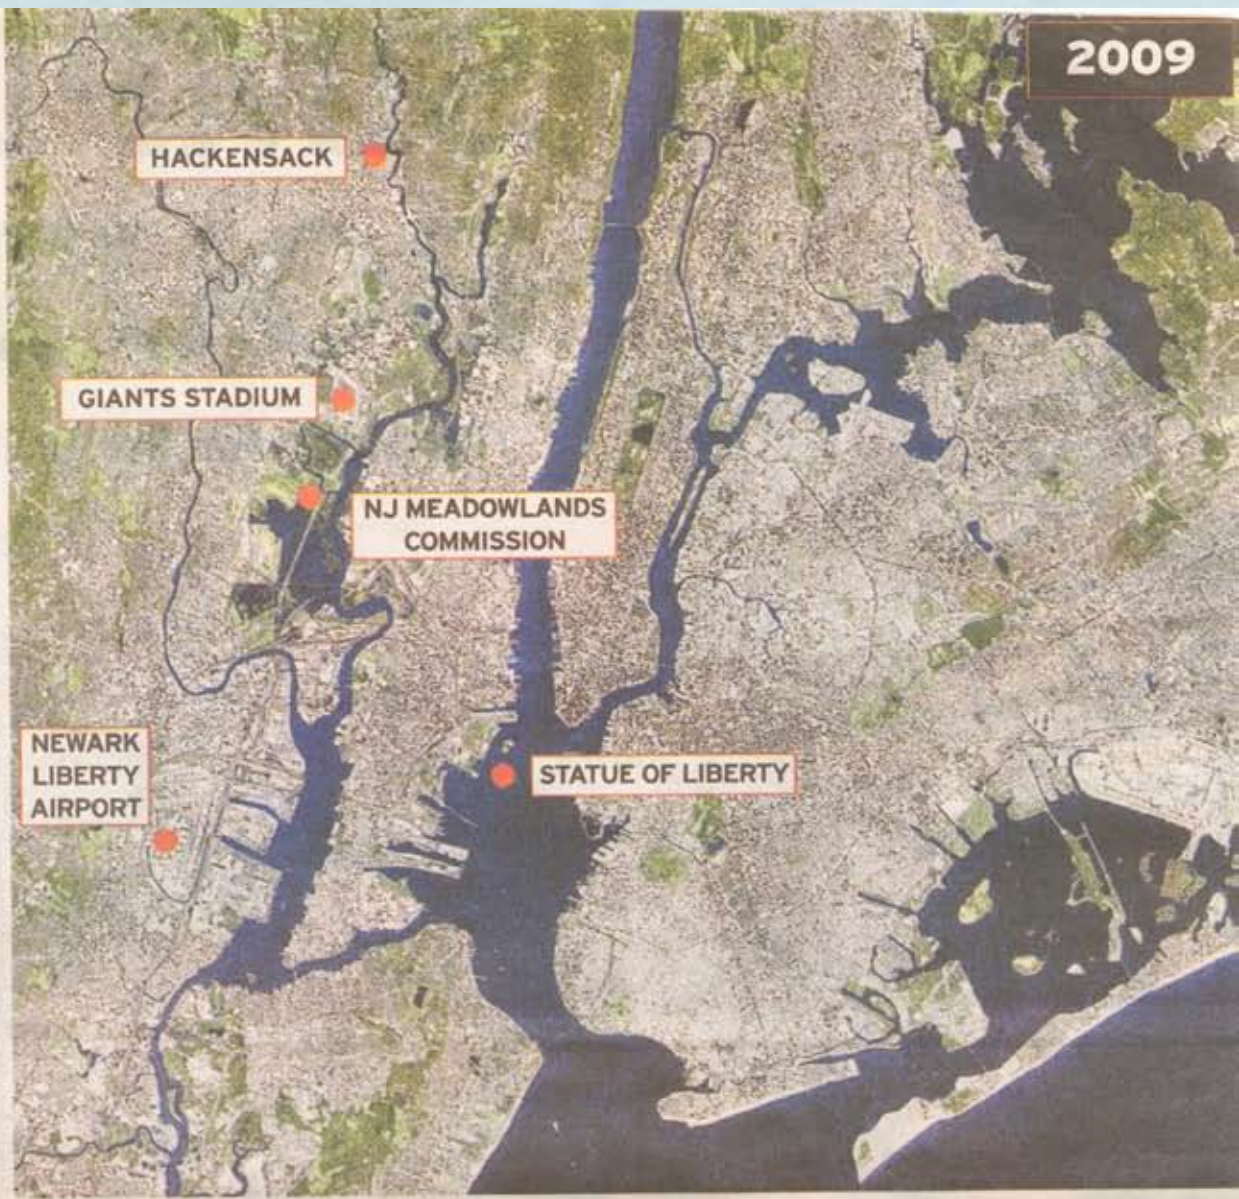 2009
HACKENSACK
GIANTS STADIUM
NJ MEADOWLANDS
COMMISSION
NEWARK
LIBERTY
AIRPORT
STATUE OF LIBERTY